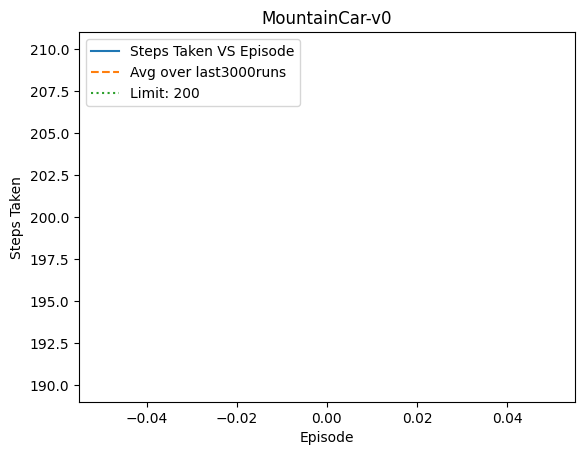 MountainCar-v0
Steps Taken VS Episode
Avg over last3000runs
Limit: 200
Steps Taken
210.0
207.5
205.0
202.5
200.0
197.5
195.0
192.5
190.0
−0.04
−0.02
0.00
0.02
0.04
Episode